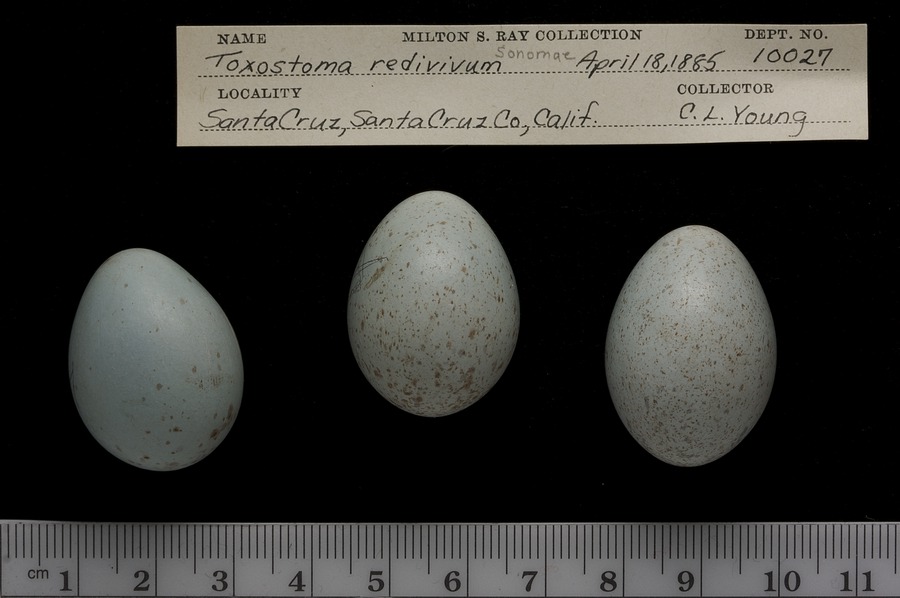 NAME MILTON S. RAY COLLECTION DEPT. NO.
Toxostoma redivivum Sonomae April 18, 1885 10027
LOCALITY COLLECTOR
Santa Cruz, Santa Cruz Co., Calif. C. L. Young
cm 1 2 3 4 5 6 7 8 9 10 11